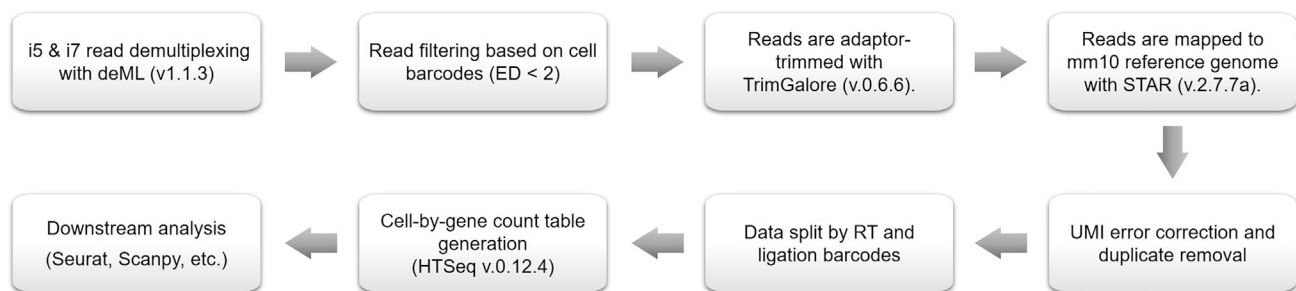 i5 & i7 read demultiplexing
with deML (v1.1.3)
Read filtering based on cell
barcodes (ED < 2)
Reads are adaptor-
trimmed with
TrimGalore (v.0.6.6).
Reads are mapped to
mm10 reference genome
with STAR (v.2.7.7a).
UMI error correction and
duplicate removal
Data split by RT and
ligation barcodes
Cell-by-gene count table
generation
(HTSeq v.0.12.4)
Downstream analysis
(Seurat, Scanpy, etc.)